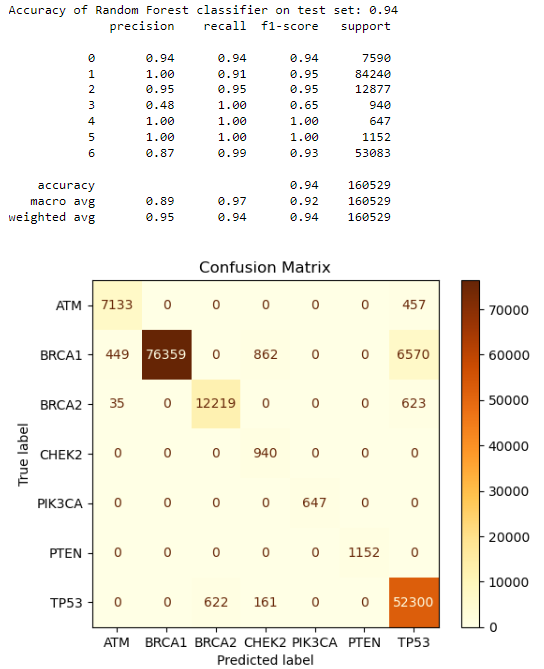 Accuracy of Random Forest classifier on test set: 0.94
precision recall f1-score support
0 0.94 0.94 0.94 7590
1 1.00 0.91 0.95 84240
2 0.95 0.95 0.95 12877
3 0.48 1.00 0.65 940
4 1.00 1.00 1.00 647
5 1.00 1.00 1.00 1152
6 0.87 0.99 0.93 53083
accuracy 0.94 160529
macro avg 0.89 0.97 0.92 160529
weighted avg 0.95 0.94 0.94 160529
Confusion Matrix
ATM 7133 0 0 0 0 0 457
BRCA1 449 76359 0 862 0 0 6570
BRCA2 35 0 12219 0 0 0 623
CHEK2 0 0 0 940 0 0 0
PIK3CA 0 0 0 0 647 0 0
PTEN 0 0 0 0 0 1152 0
TP53 0 0 622 161 0 0 52300
ATM BRCA1 BRCA2 CHEK2 PIK3CA PTEN TP53
Predicted label
True label
70000
60000
50000
40000
30000
20000
10000
0